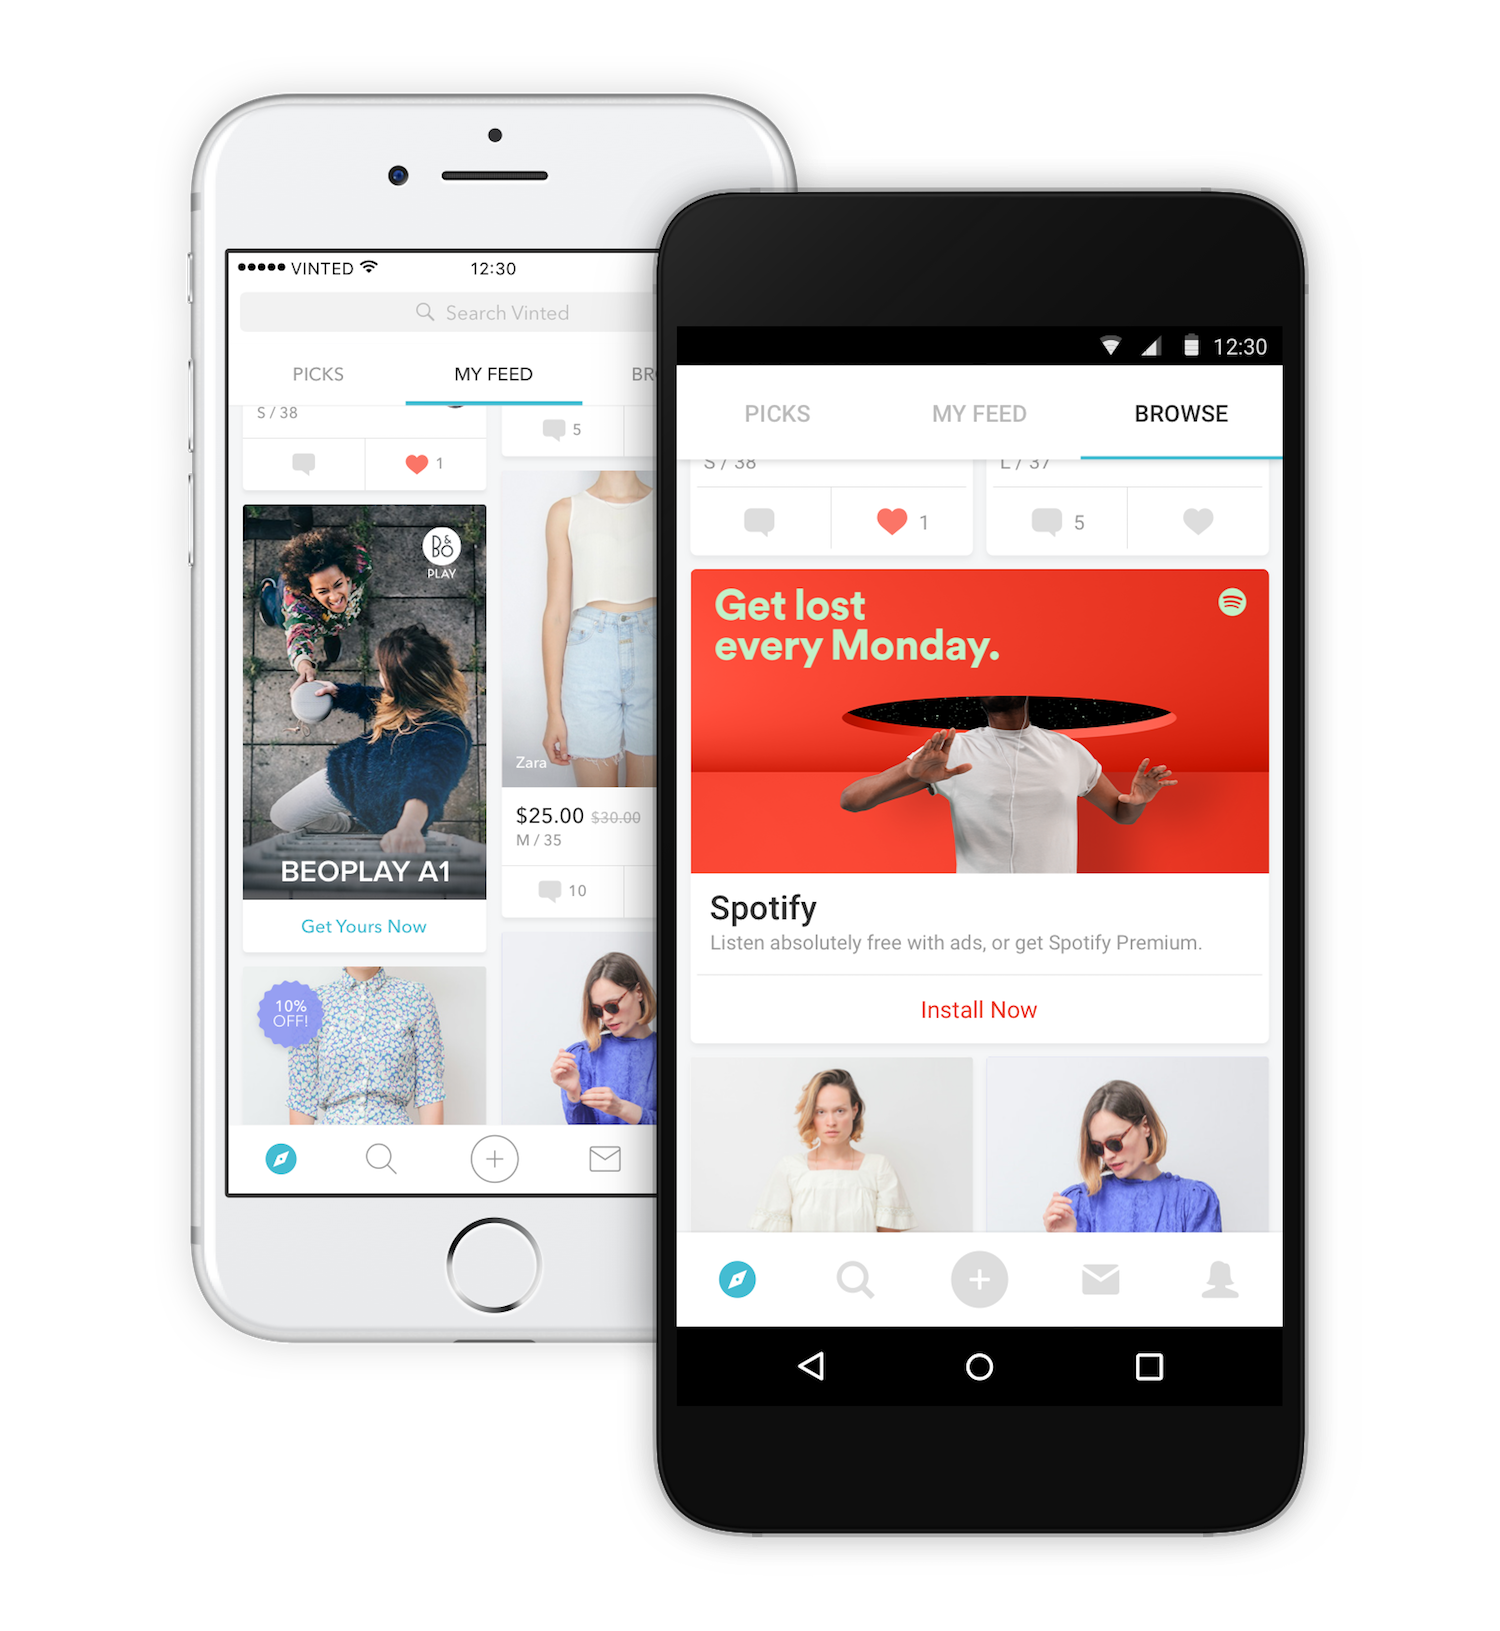 VINTED
12:30
Search Vinted
PICKS
MY FEED
S / 38
5
1
B&O
PLAY
BEOPLAY A1
Get Yours Now
Zara
$25.00 $30.00
M / 35
10
10%
OFF!
12:30
PICKS
MY FEED
BROWSE
S / 38
L / 37
1
5
Get lost
every Monday.
Spotify
Listen absolutely free with ads, or get Spotify Premium.
Install Now